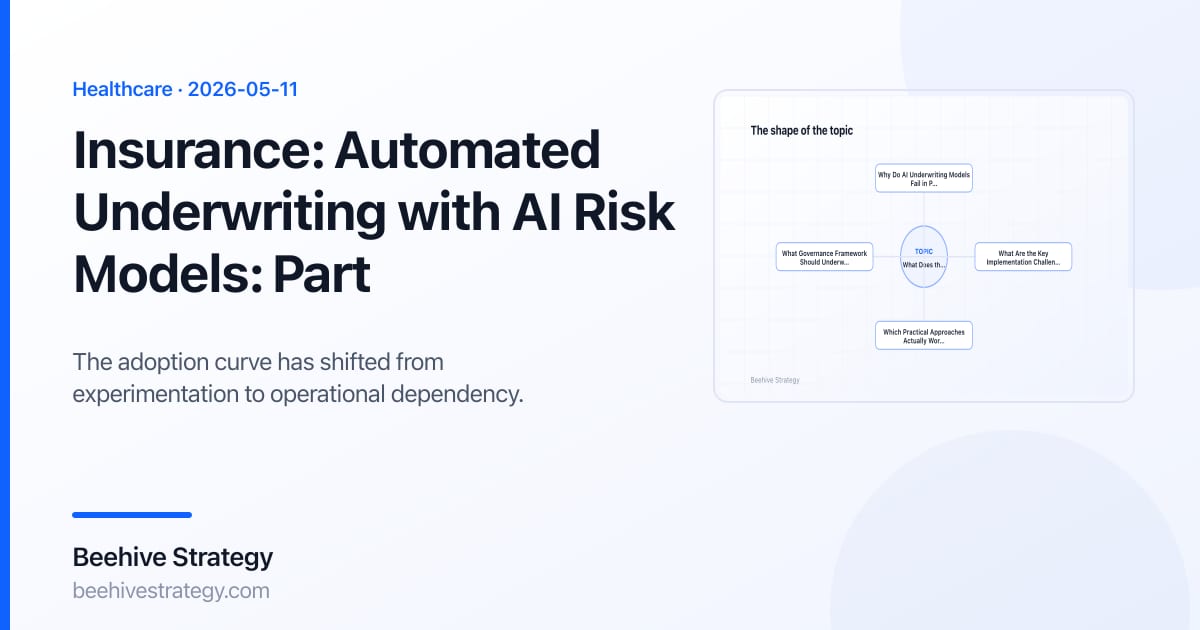 Healthcare · 2026-05-11
Insurance: Automated
Underwriting with AI Risk
Models: Part
The adoption curve has shifted from
experimentation to operational dependency.
Beehive Strategy
beehivestrategy.com
The shape of the topic
Why Do AI Underwriting Models
Fail in P...
What Governance Framework
Should Underw...
TOPIC
What Does th...
What Are the Key
Implementation Challen...
Which Practical Approaches
Actually Wor...
Beehive Strategy